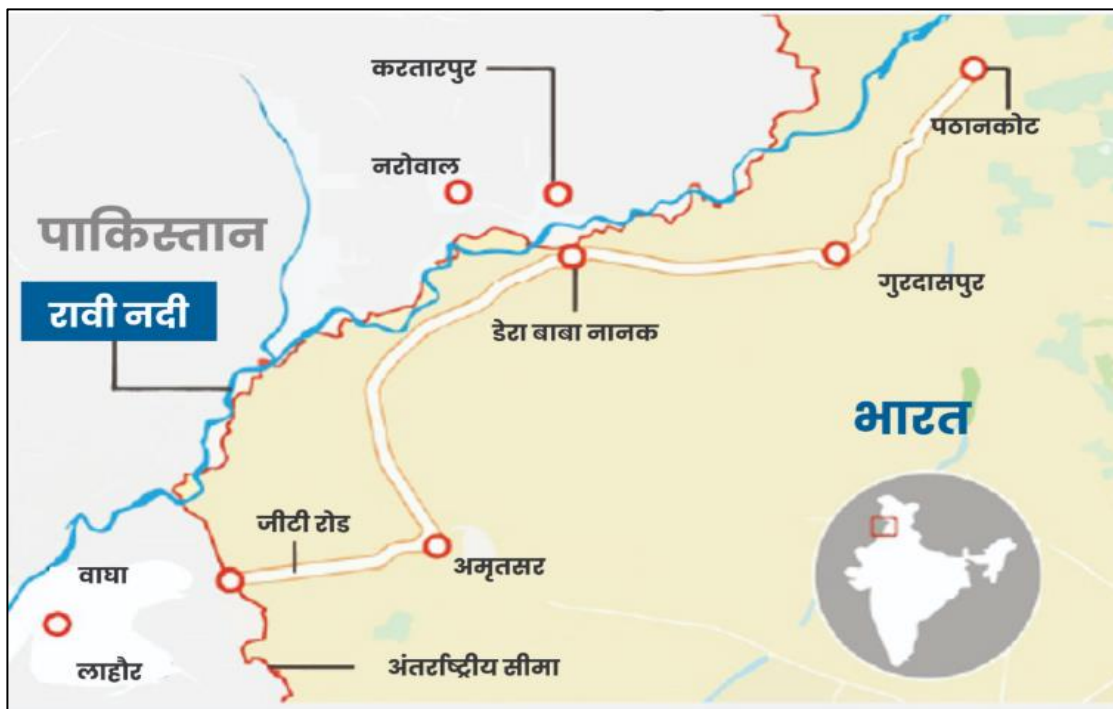 करतारपुर
पठानकोट
नरोवाल
पाकिस्तान
रावी नदी
गुरदासपुर
डेरा बाबा नानक
भारत
जीटी रोड
वाघा
अमृतसर
लाहौर
अंतर्राष्ट्रीय सीमा